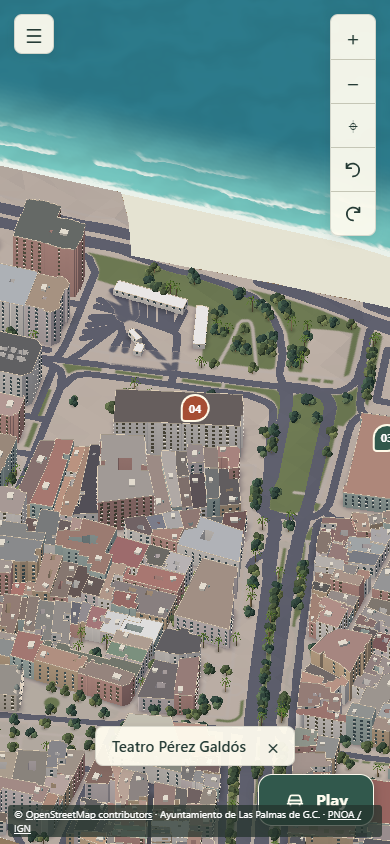 04
03
Teatro Pérez Galdós ×
Play
© OpenStreetMap contributors · Ayuntamiento de Las Palmas de G.C. · PNOA /
IGN